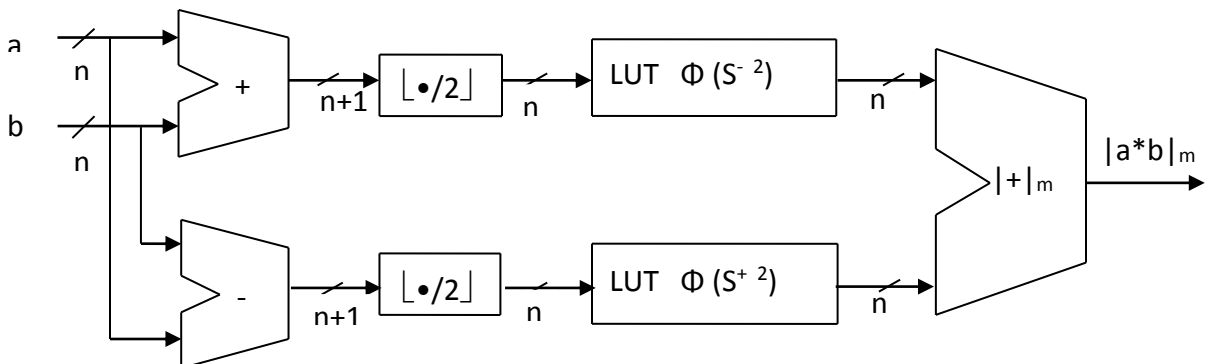 a
n
b
n
+
n+1
⌊•/2⌋
n
LUT Φ (S⁻ ²)
n
|+|ₘ
|a*b|ₘ
-
n+1
⌊•/2⌋
n
LUT Φ (S⁺ ²)
n